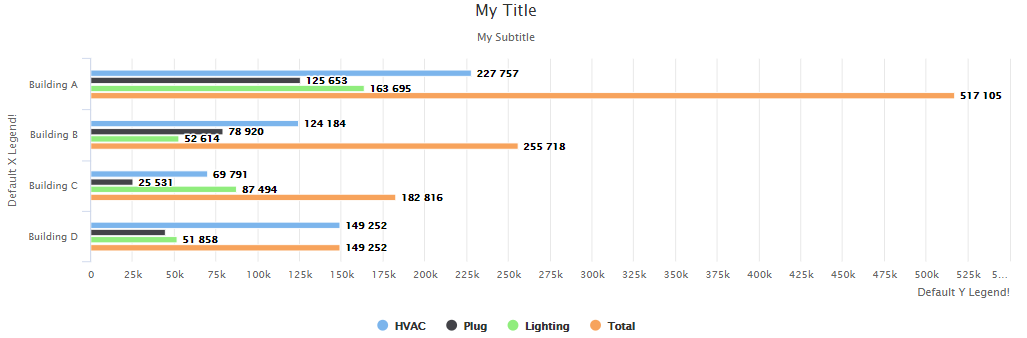 My Title
My Subtitle
Default X Legend!
Building A
227 757
125 653
163 695
517 105
Building B
124 184
78 920
52 614
255 718
Building C
69 791
25 531
87 494
182 816
Building D
149 252
51 858
149 252
0 25k 50k 75k 100k 125k 150k 175k 200k 225k 250k 275k 300k 325k 350k 375k 400k 425k 450k 475k 500k 525k 5...
Default Y Legend!
HVAC Plug Lighting Total